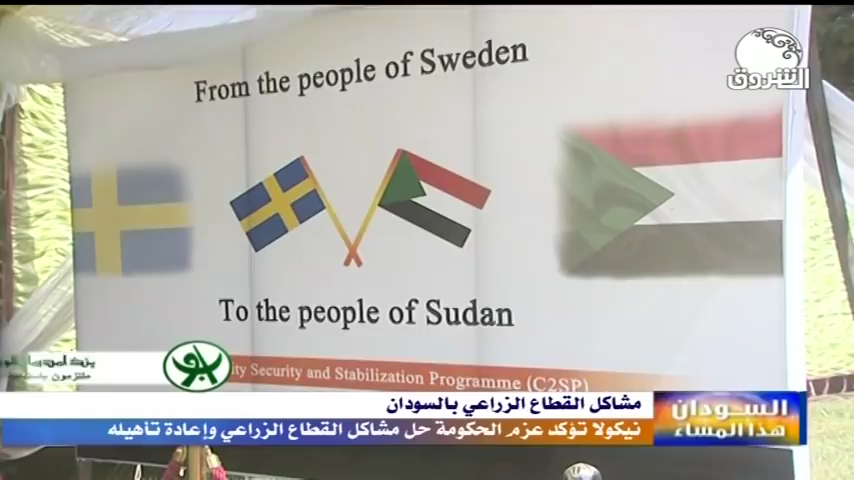 الشروق
From the people of Sweden
To the people of Sudan
ity Security and Stabilization Programme (C2SP)
مشاكل القطاع الزراعي بالسودان
نيكولا تؤكد عزم الحكومة حل مشاكل القطاع الزراعي وإعادة تأهيله
السودان
هذا المساء